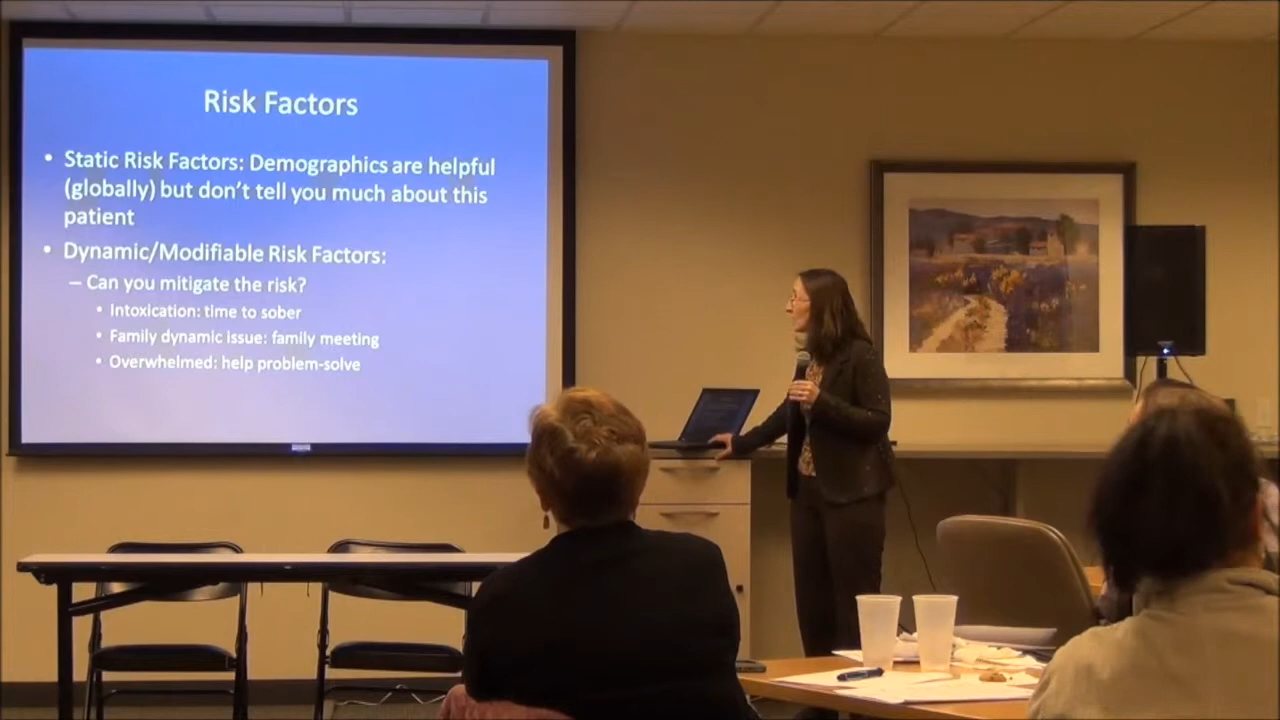 Risk Factors
• Static Risk Factors: Demographics are helpful
(globally) but don't tell you much about this
patient
• Dynamic/Modifiable Risk Factors:
– Can you mitigate the risk?
• Intoxication: time to sober
• Family dynamic issue: family meeting
• Overwhelmed: help problem-solve